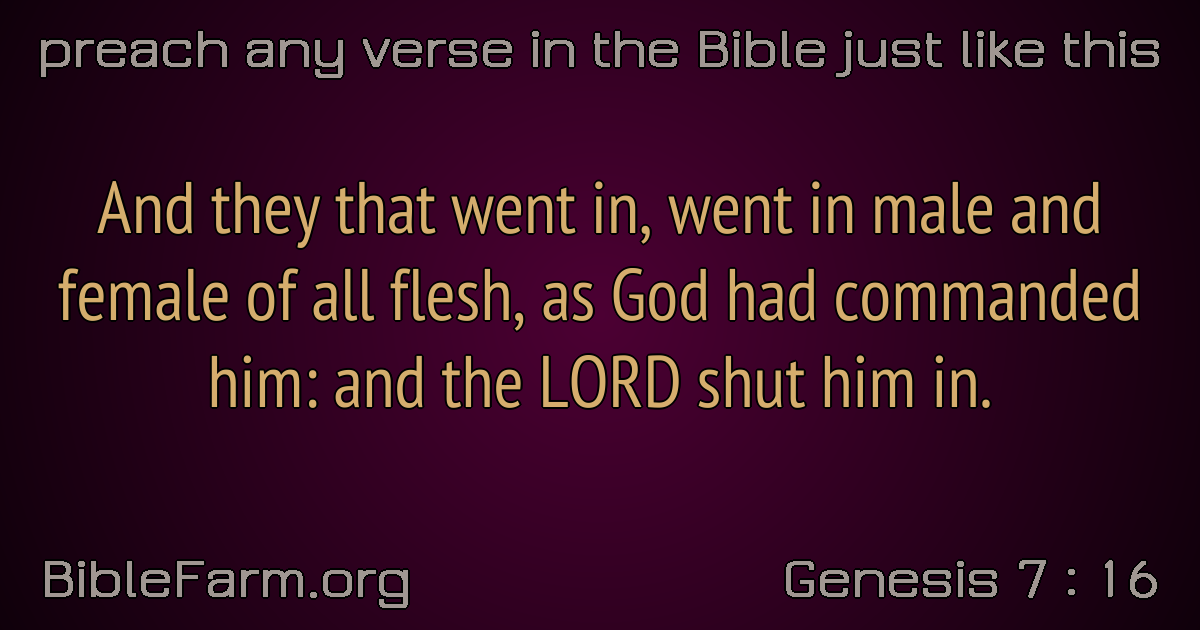 preach any verse in the Bible just like this
And they that went in, went in male and
female of all flesh, as God had commanded
him: and the LORD shut him in.
BibleFarm.org
Genesis 7 : 16